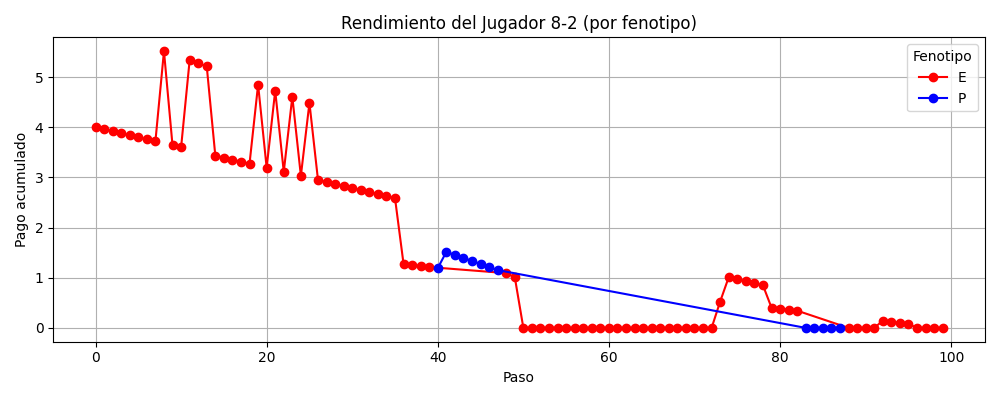 Rendimiento del Jugador 8-2 (por fenotipo)
Pago acumulado
5
4
3
2
1
0
Fenotipo
E
P
0 20 40 60 80 100
Paso